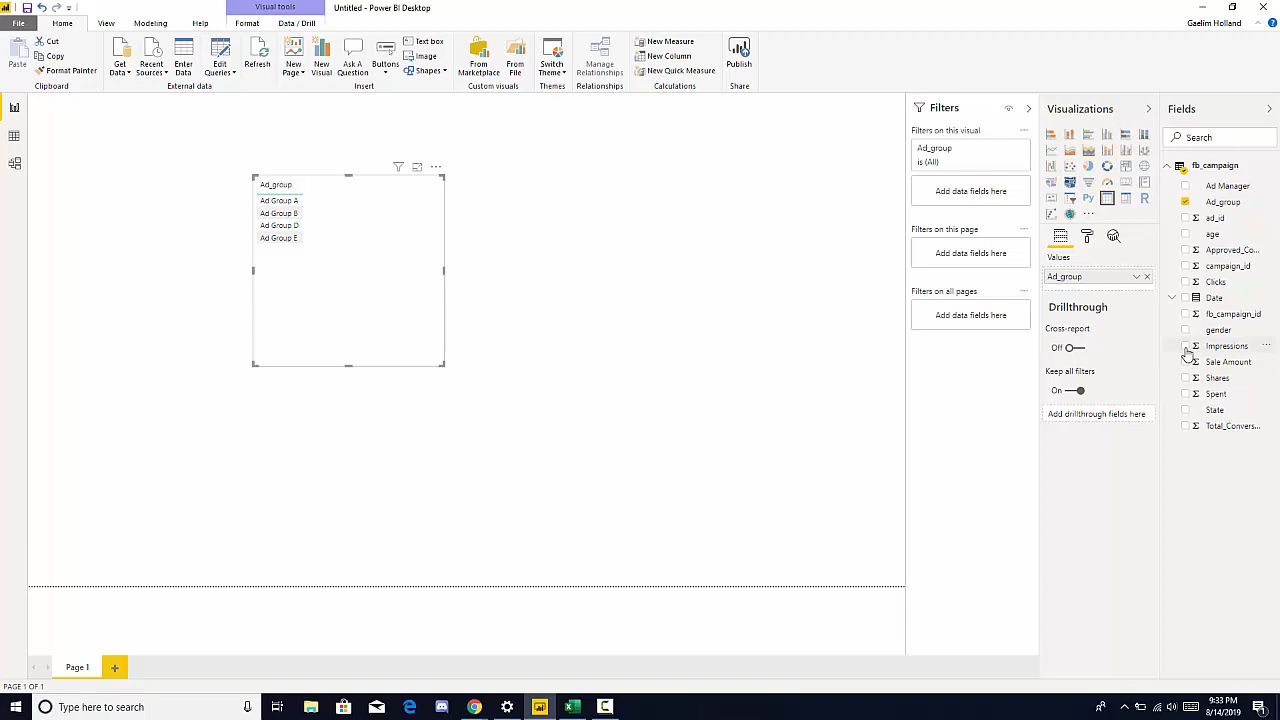 Visual tools
Untitled - Power BI Desktop
File
Home
View
Modeling
Help
Format
Data / Drill
Gaelim Holland
Paste
Cut
Copy
Format Painter
Clipboard
Get Data
Recent Sources
Enter Data
Edit Queries
Refresh
External data
New Page
New Visual
Ask A Question
Buttons
Text box
Image
Shapes
Insert
From Marketplace
From File
Custom visuals
Switch Theme
Themes
Manage Relationships
Relationships
New Measure
New Column
New Quick Measure
Calculations
Publish
Share
Ad_group
Ad Group A
Ad Group B
Ad Group D
Ad Group E
Filters
Filters on this visual
Ad_group
is (All)
Add data fields here
Filters on this page
Add data fields here
Filters on all pages
Add data fields here
Visualizations
Values
Ad_group
Drillthrough
Cross-report
Off
Keep all filters
On
Add drillthrough fields here
Fields
Search
fb_campaign
Ad Manager
Ad_group
ad_id
age
Approved_Co...
campaign_id
Clicks
Date
fb_campaign_id
gender
Impressions
Sale Amount
Shares
Spent
State
Total_Convers...
Page 1
PAGE 1 OF 1
Type here to search
9:33 PM
8/14/2019